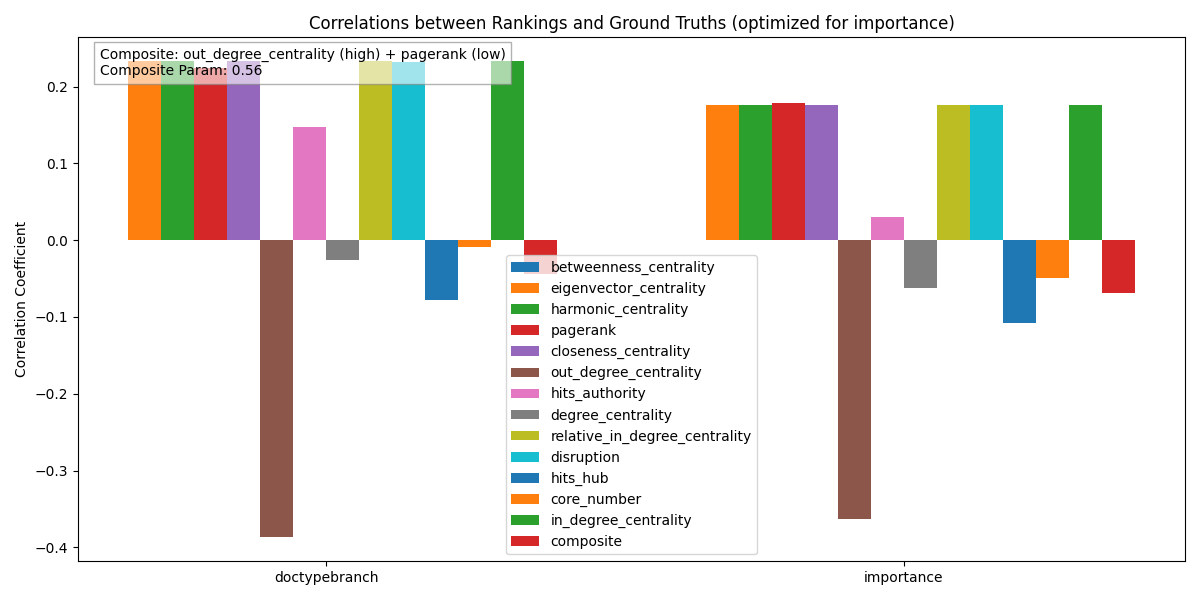 Correlations between Rankings and Ground Truths (optimized for importance)
Composite: out_degree_centrality (high) + pagerank (low)
Composite Param: 0.56
Correlation Coefficient
0.2
0.1
0.0
−0.1
−0.2
−0.3
−0.4
betweenness_centrality
eigenvector_centrality
harmonic_centrality
pagerank
closeness_centrality
out_degree_centrality
hits_authority
degree_centrality
relative_in_degree_centrality
disruption
hits_hub
core_number
in_degree_centrality
composite
doctypebranch
importance